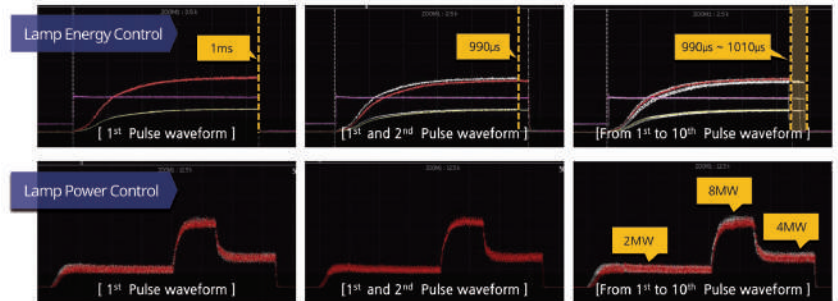 Lamp Energy Control
1ms
[ 1st Pulse waveform ]
990μs
[1st and 2nd Pulse waveform ]
990μs ~ 1010μs
[From 1st to 10th Pulse waveform ]
Lamp Power Control
[ 1st Pulse waveform ]
[1st and 2nd Pulse waveform ]
8MW
2MW
4MW
[From 1st to 10th Pulse waveform ]